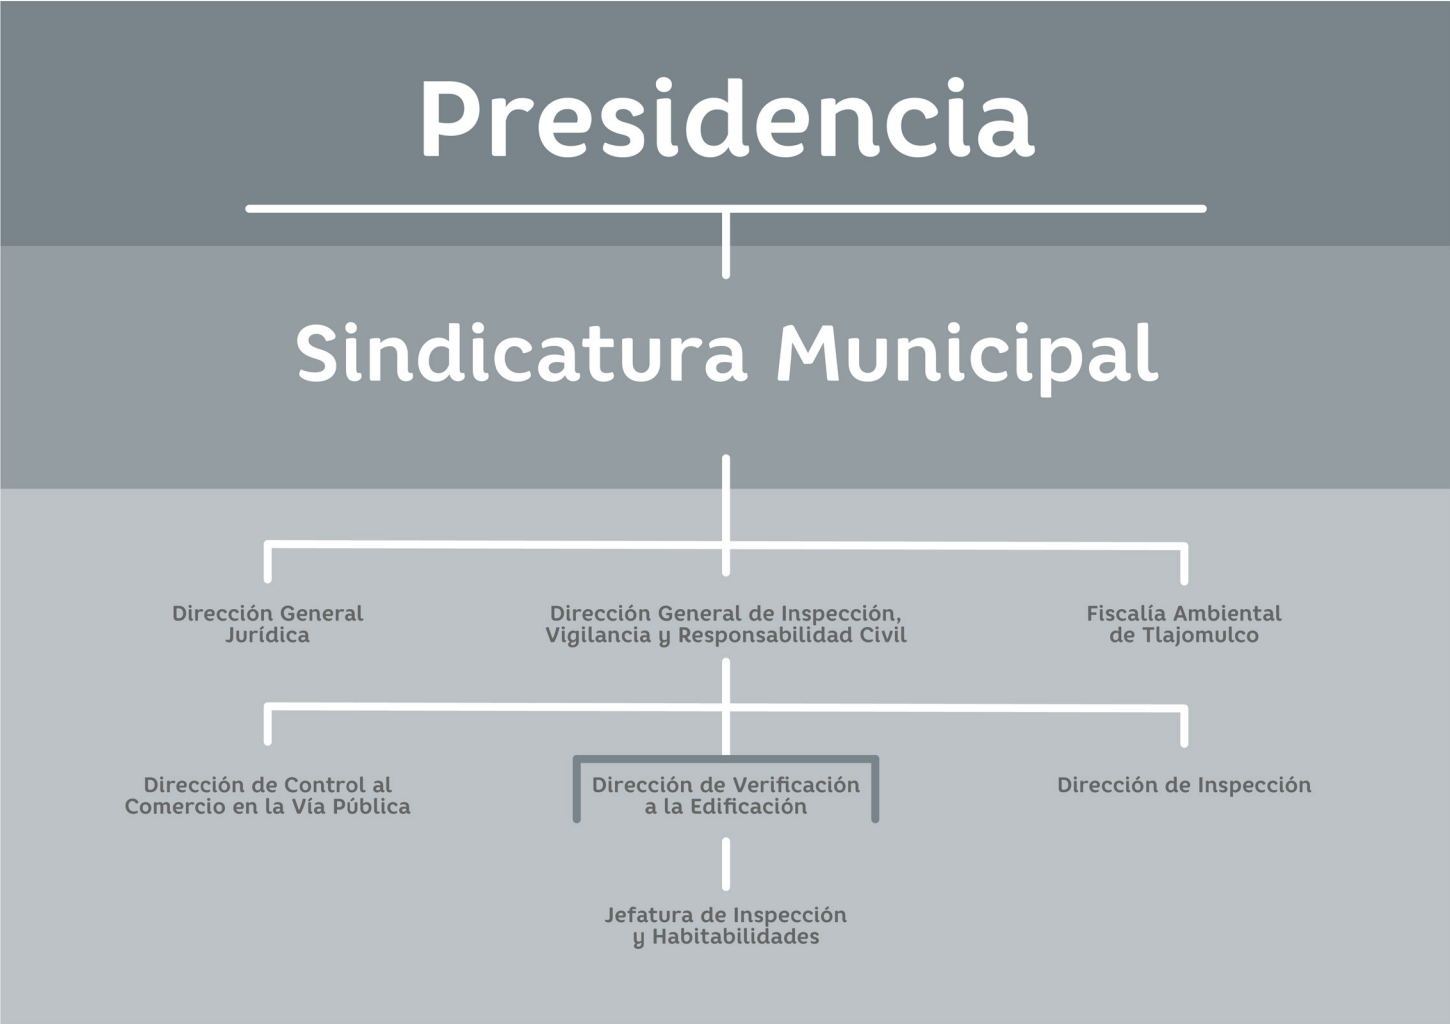 Presidencia
Sindicatura Municipal
Dirección General
Jurídica
Dirección General de Inspección,
Vigilancia y Responsabilidad Civil
Fiscalía Ambiental
de Tlajomulco
Dirección de Control al
Comercio en la Vía Pública
Dirección de Verificación
a la Edificación
Dirección de Inspección
Jefatura de Inspección
y Habitabilidades